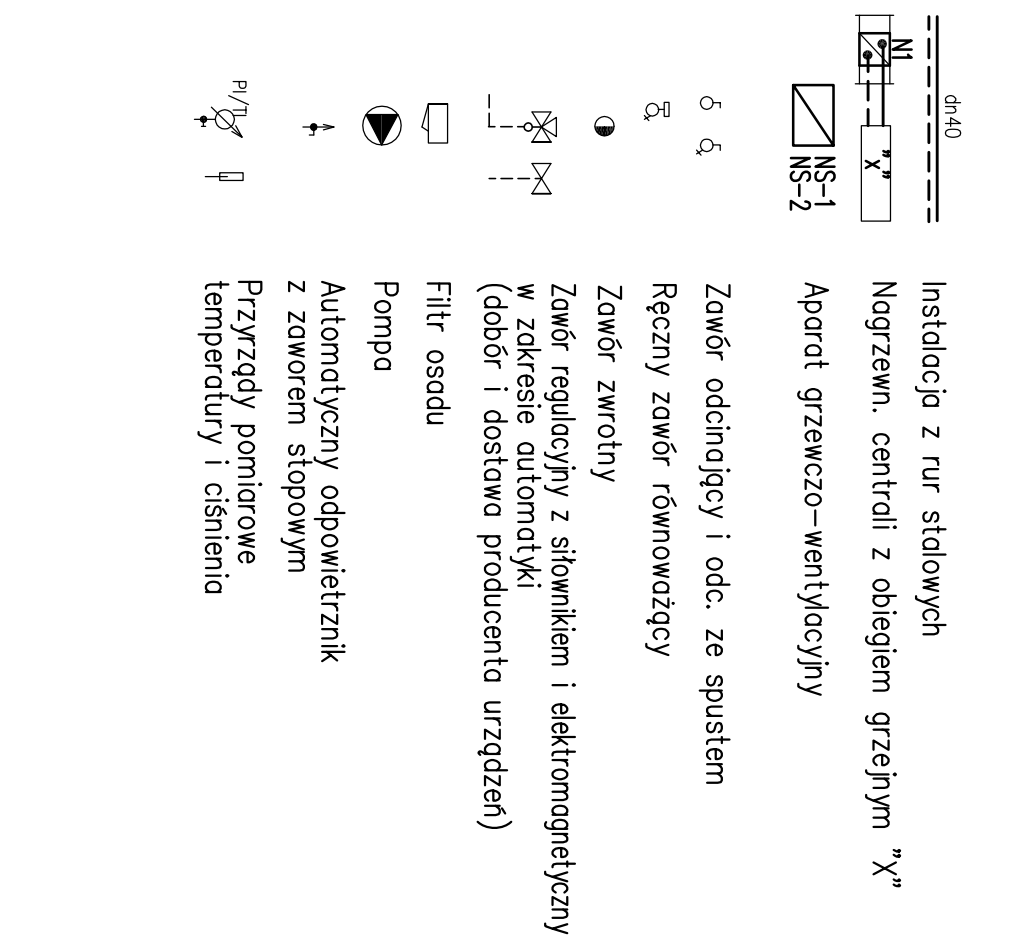 dn40
Instalacja z rur stalowych
N1
"X"
Nagrzewn. centrali z obiegiem grzejnym "X"
NS-1
NS-2
Aparat grzewczo-wentylacyjny
Zawór odcinający i odc. ze spustem
Ręczny zawór równoważący
Zawór zwrotny
Zawór regulacyjny z siłownikiem i elektromagnetyczny
w zakresie automatyki
(dobór i dostawa producenta urządzeń)
Filtr osadu
Pompa
Automatyczny odpowietrznik
z zaworem stopowym
PI/TI
Przyrządy pomiarowe
temperatury i ciśnienia